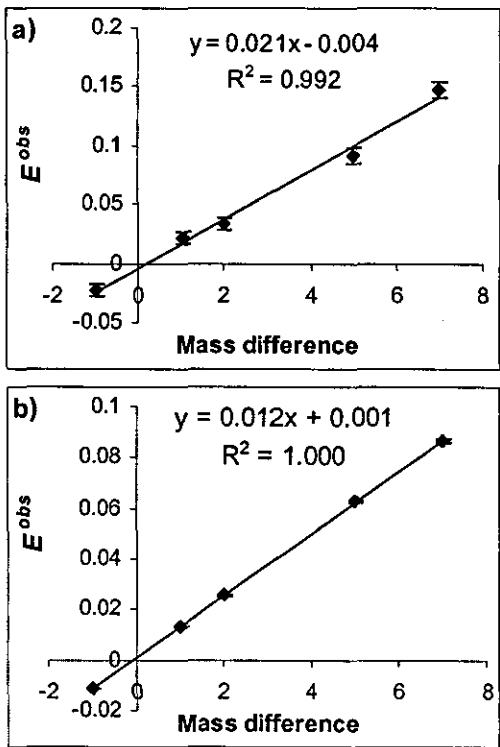 a)
y = 0.021x - 0.004
R² = 0.992
0.2
0.15
0.1
0.05
0
-0.05
E^obs
-2 0 2 4 6 8
Mass difference
b)
y = 0.012x + 0.001
R² = 1.000
0.1
0.08
0.06
0.04
0.02
0
-0.02
E^obs
-2 0 2 4 6 8
Mass difference